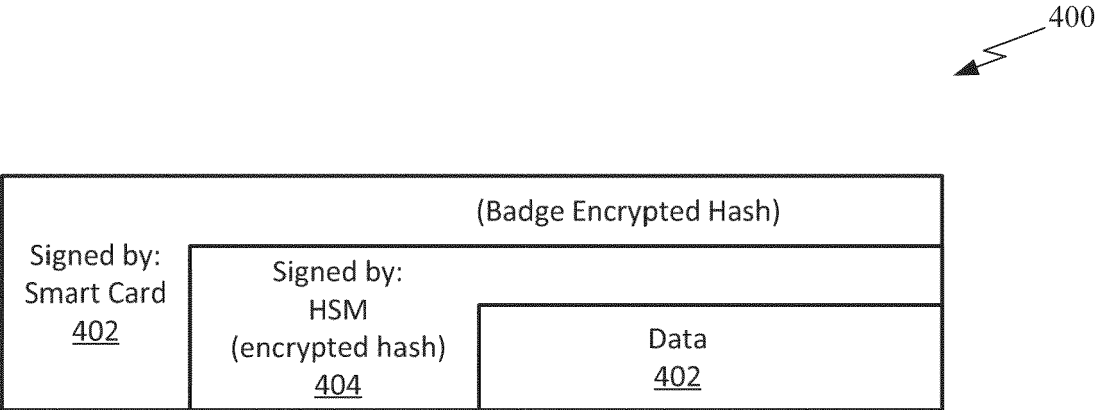 400
(Badge Encrypted Hash)
Signed by:
Smart Card
402
Signed by:
HSM
(encrypted hash)
404
Data
402